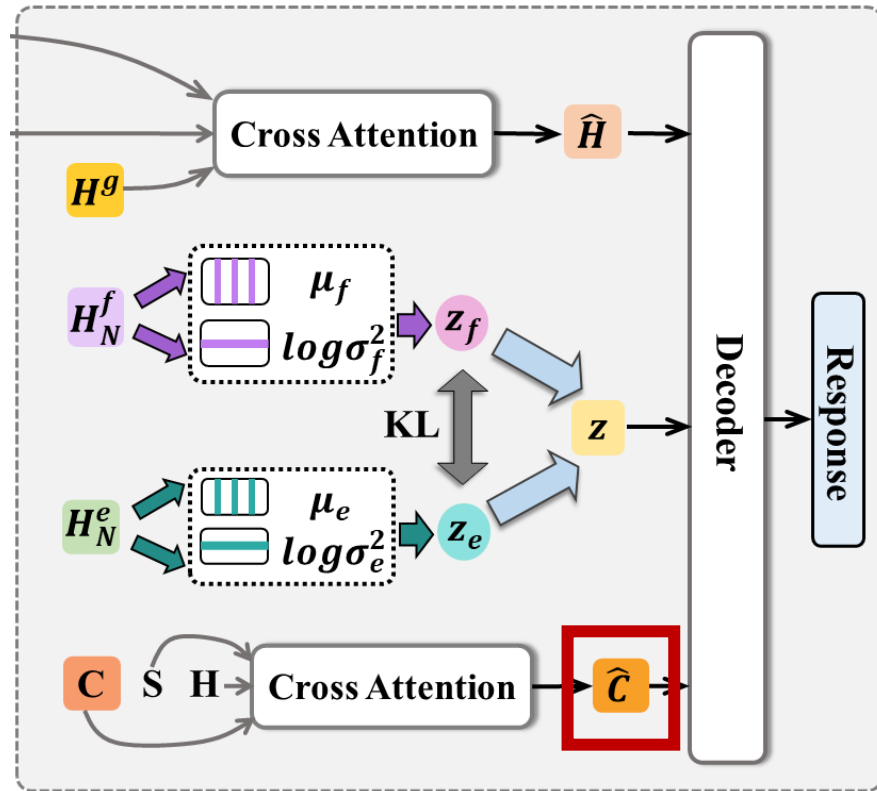 Cross Attention
Ĥ
H^g
H_N^f
μ_f
logσ_f^2
z_f
KL
z
H_N^e
μ_e
logσ_e^2
z_e
C S H
Cross Attention
Ĉ
Decoder
Response